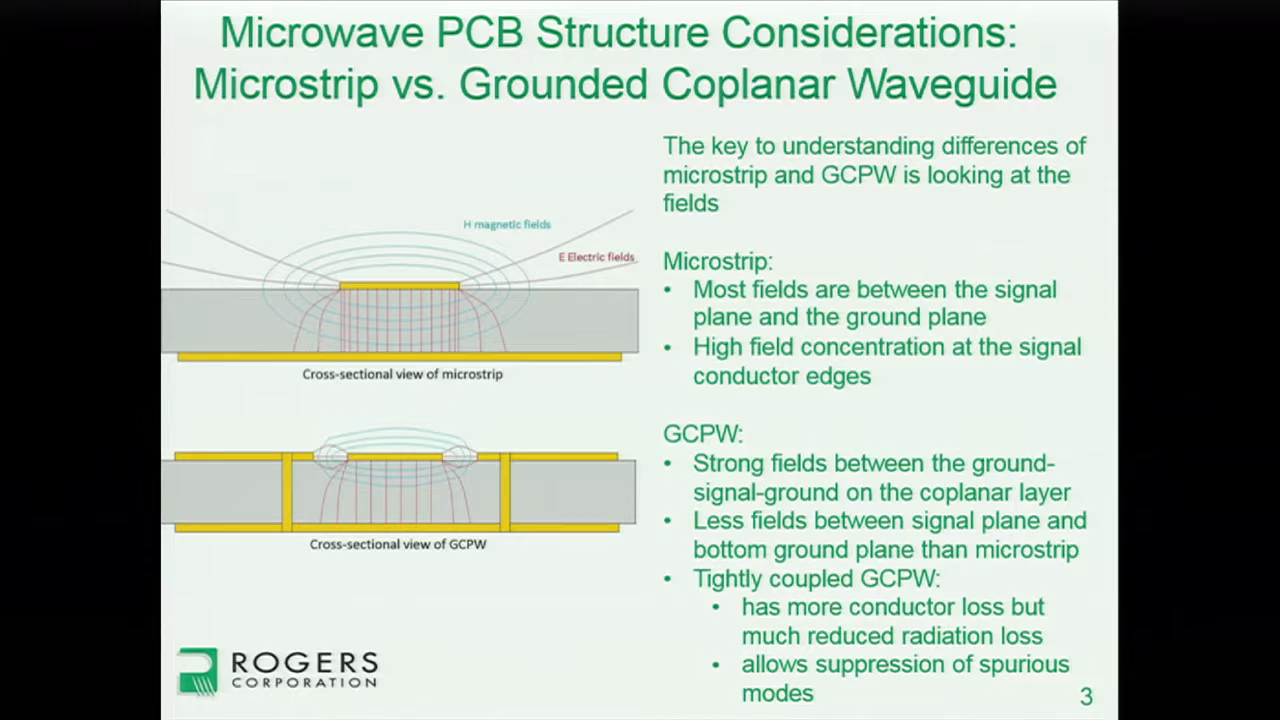 Microwave PCB Structure Considerations:
Microstrip vs. Grounded Coplanar Waveguide
The key to understanding differences of
microstrip and GCPW is looking at the
fields
H magnetic fields
E Electric fields
Cross-sectional view of microstrip
Microstrip:
• Most fields are between the signal
plane and the ground plane
• High field concentration at the signal
conductor edges
Cross-sectional view of GCPW
GCPW:
• Strong fields between the ground-
signal-ground on the coplanar layer
• Less fields between signal plane and
bottom ground plane than microstrip
• Tightly coupled GCPW:
• has more conductor loss but
much reduced radiation loss
• allows suppression of spurious
modes
ROGERS
CORPORATION
3